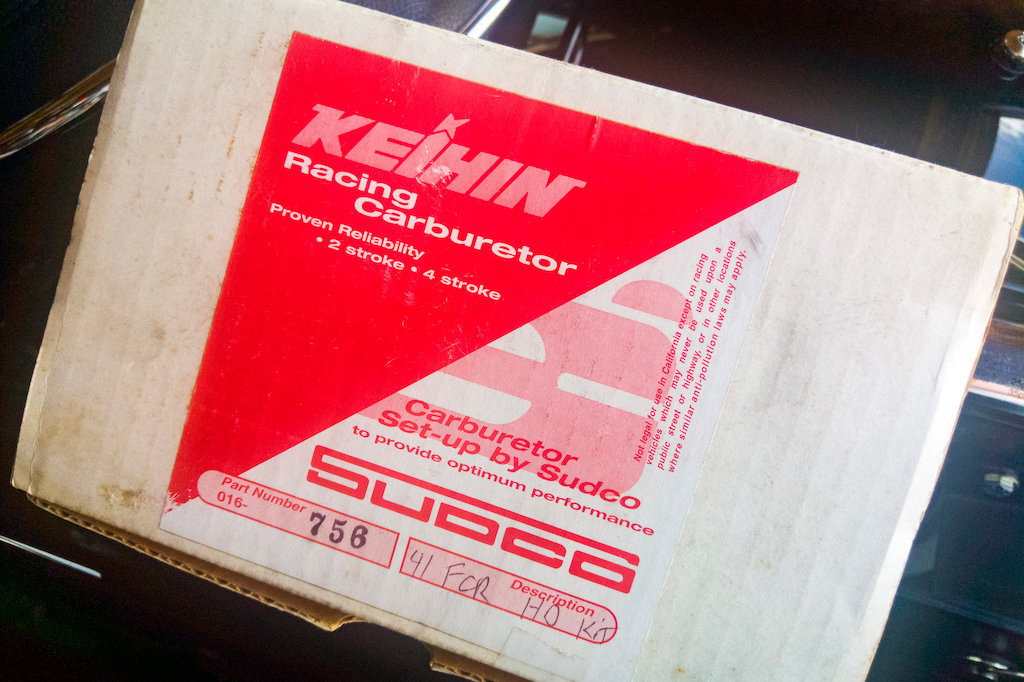 KEIHIN
Racing
Carburetor
Proven Reliability
• 2 stroke • 4 stroke
Not legal for use in California except on racing
vehicles which may never be used upon a
public street or highway, or in other locations
where similar anti-pollution laws may apply.
Carburetor
Set-up by Sudco
to provide optimum performance
SUDCO
Part Number
016-
756
Description
41 FCR
HD Kit